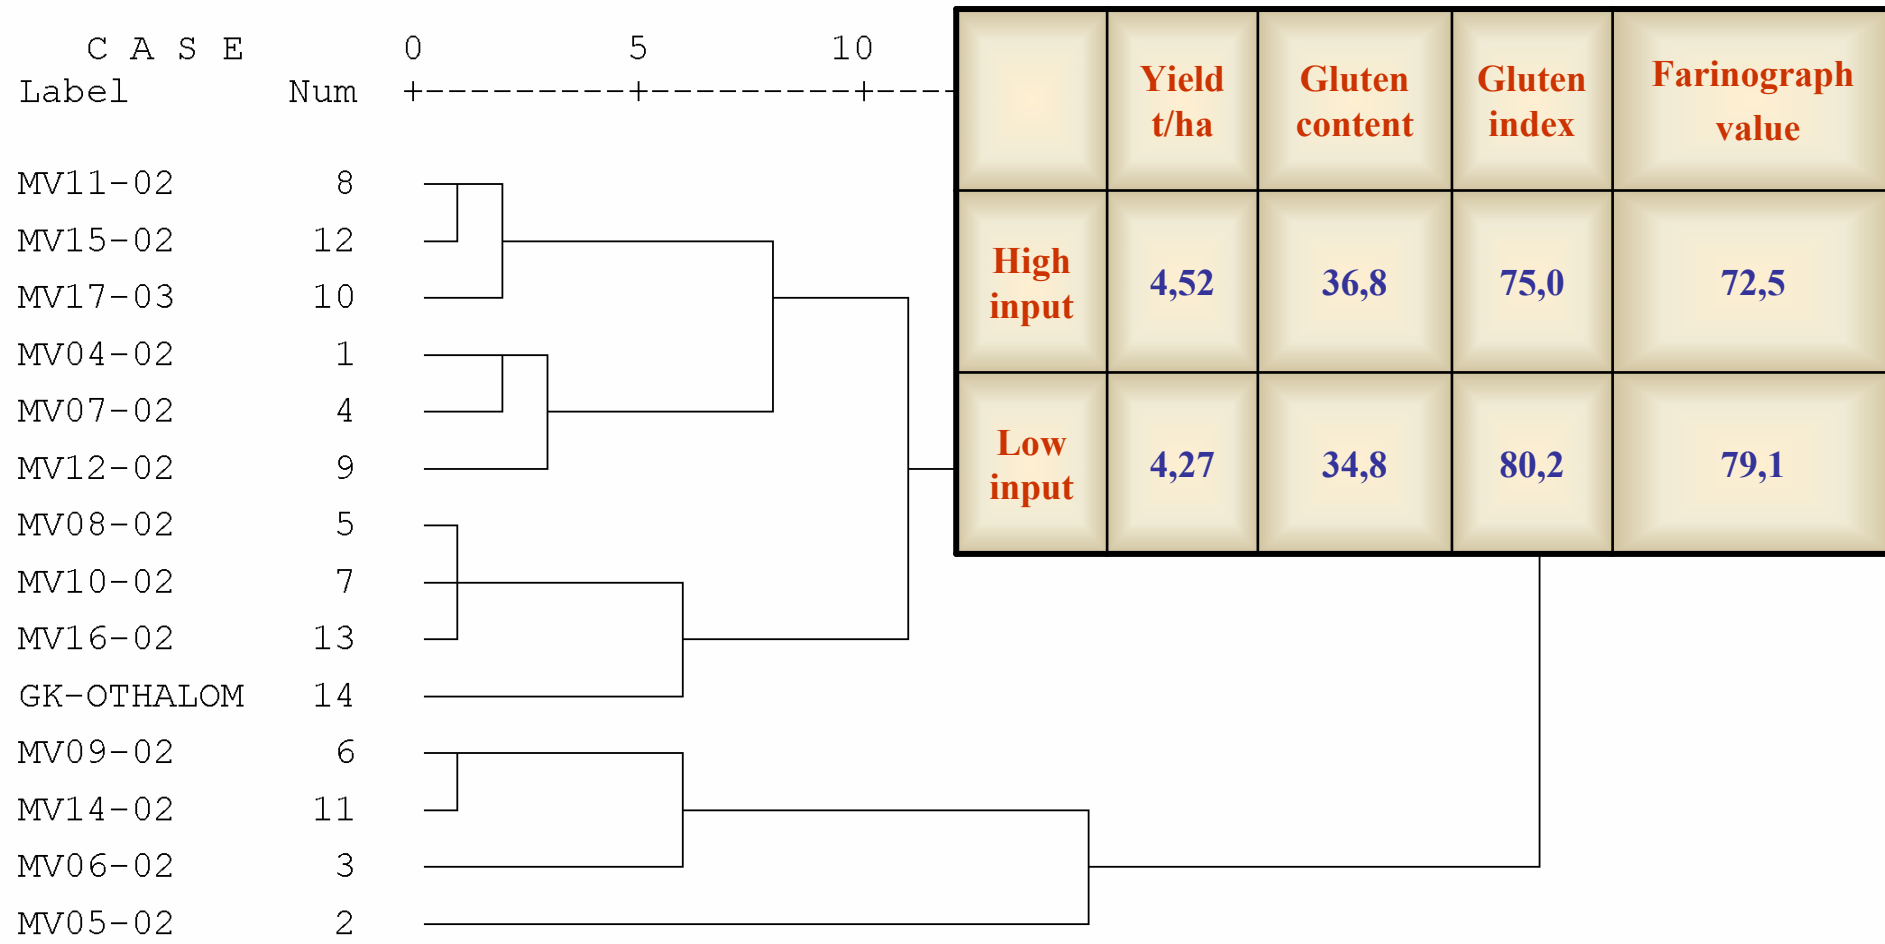 C A S E 0 5 10
Label Num +---------+---------+----
MV11-02 8
MV15-02 12
MV17-03 10
MV04-02 1
MV07-02 4
MV12-02 9
MV08-02 5
MV10-02 7
MV16-02 13
GK-OTHALOM 14
MV09-02 6
MV14-02 11
MV06-02 3
MV05-02 2
Yield Gluten Gluten Farinograph
t/ha content index value
High
input 4,52 36,8 75,0 72,5
Low
input 4,27 34,8 80,2 79,1